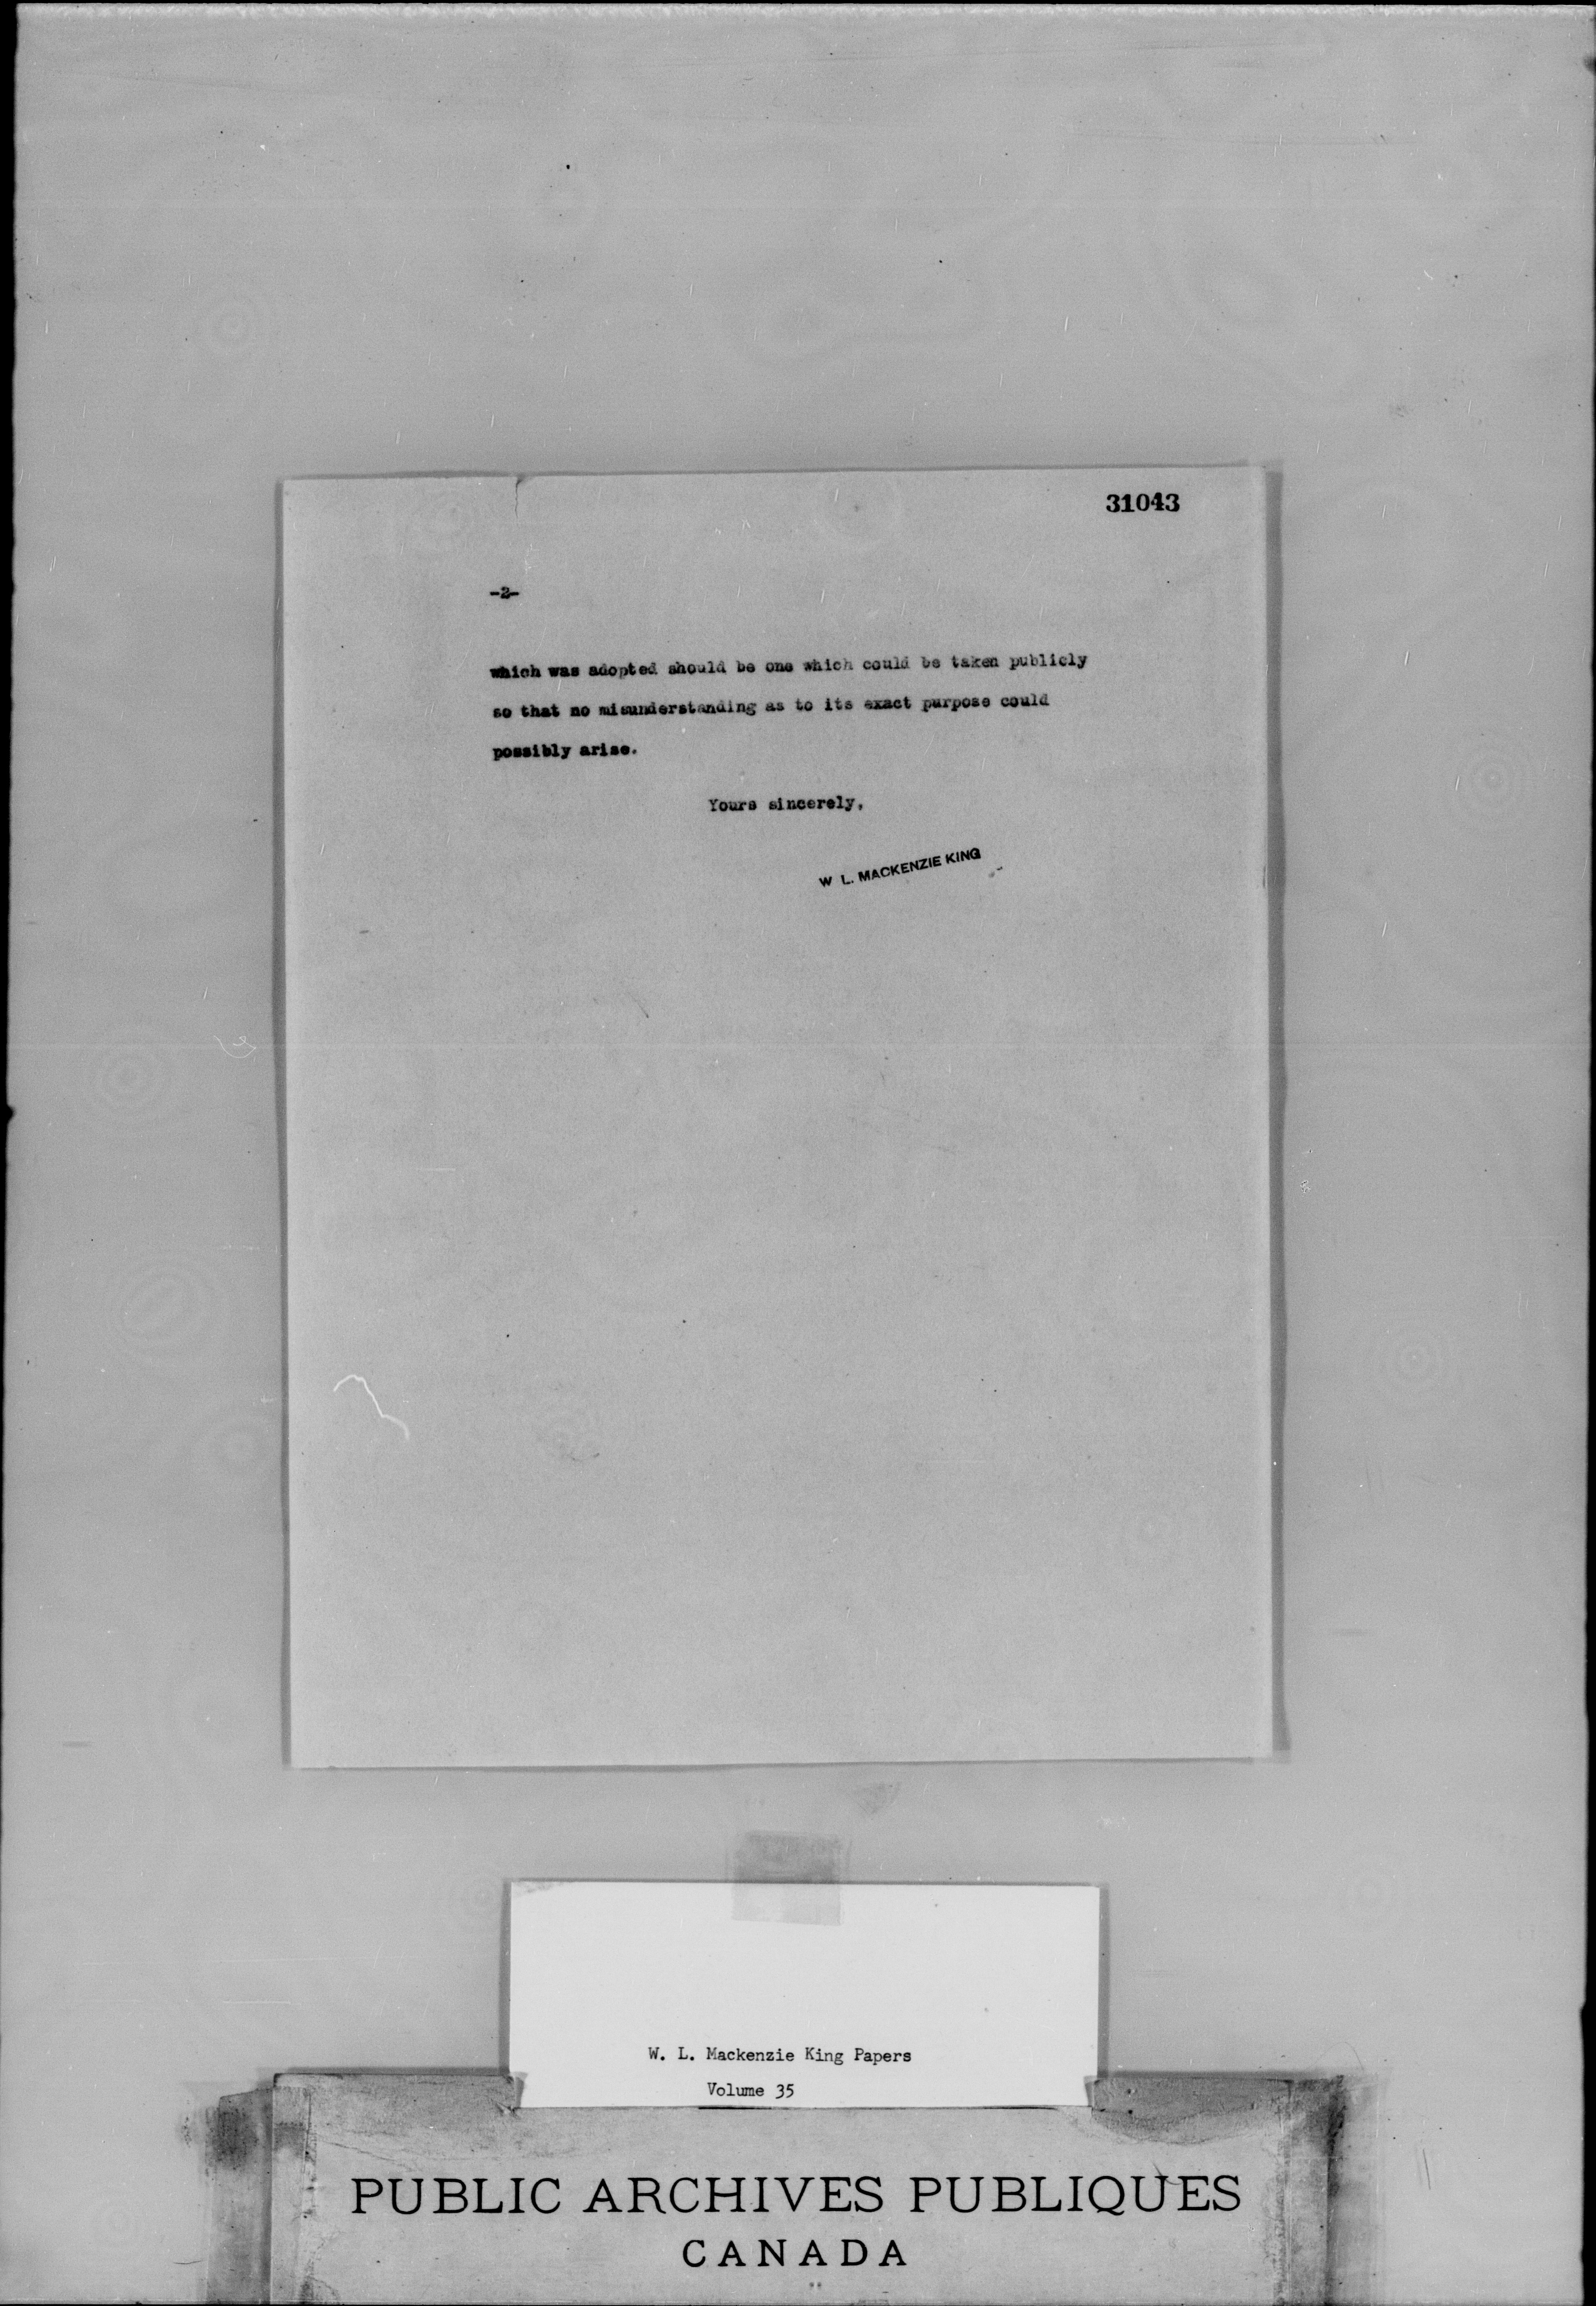 31043
-2-
which was adopted should be one which could be taken publicly
so that no misunderstanding as to its exact purpose could
possibly arise.
Yours sincerely,
W L. MACKENZIE KING
W. L. Mackenzie King Papers
Volume 35
PUBLIC ARCHIVES PUBLIQUES
CANADA